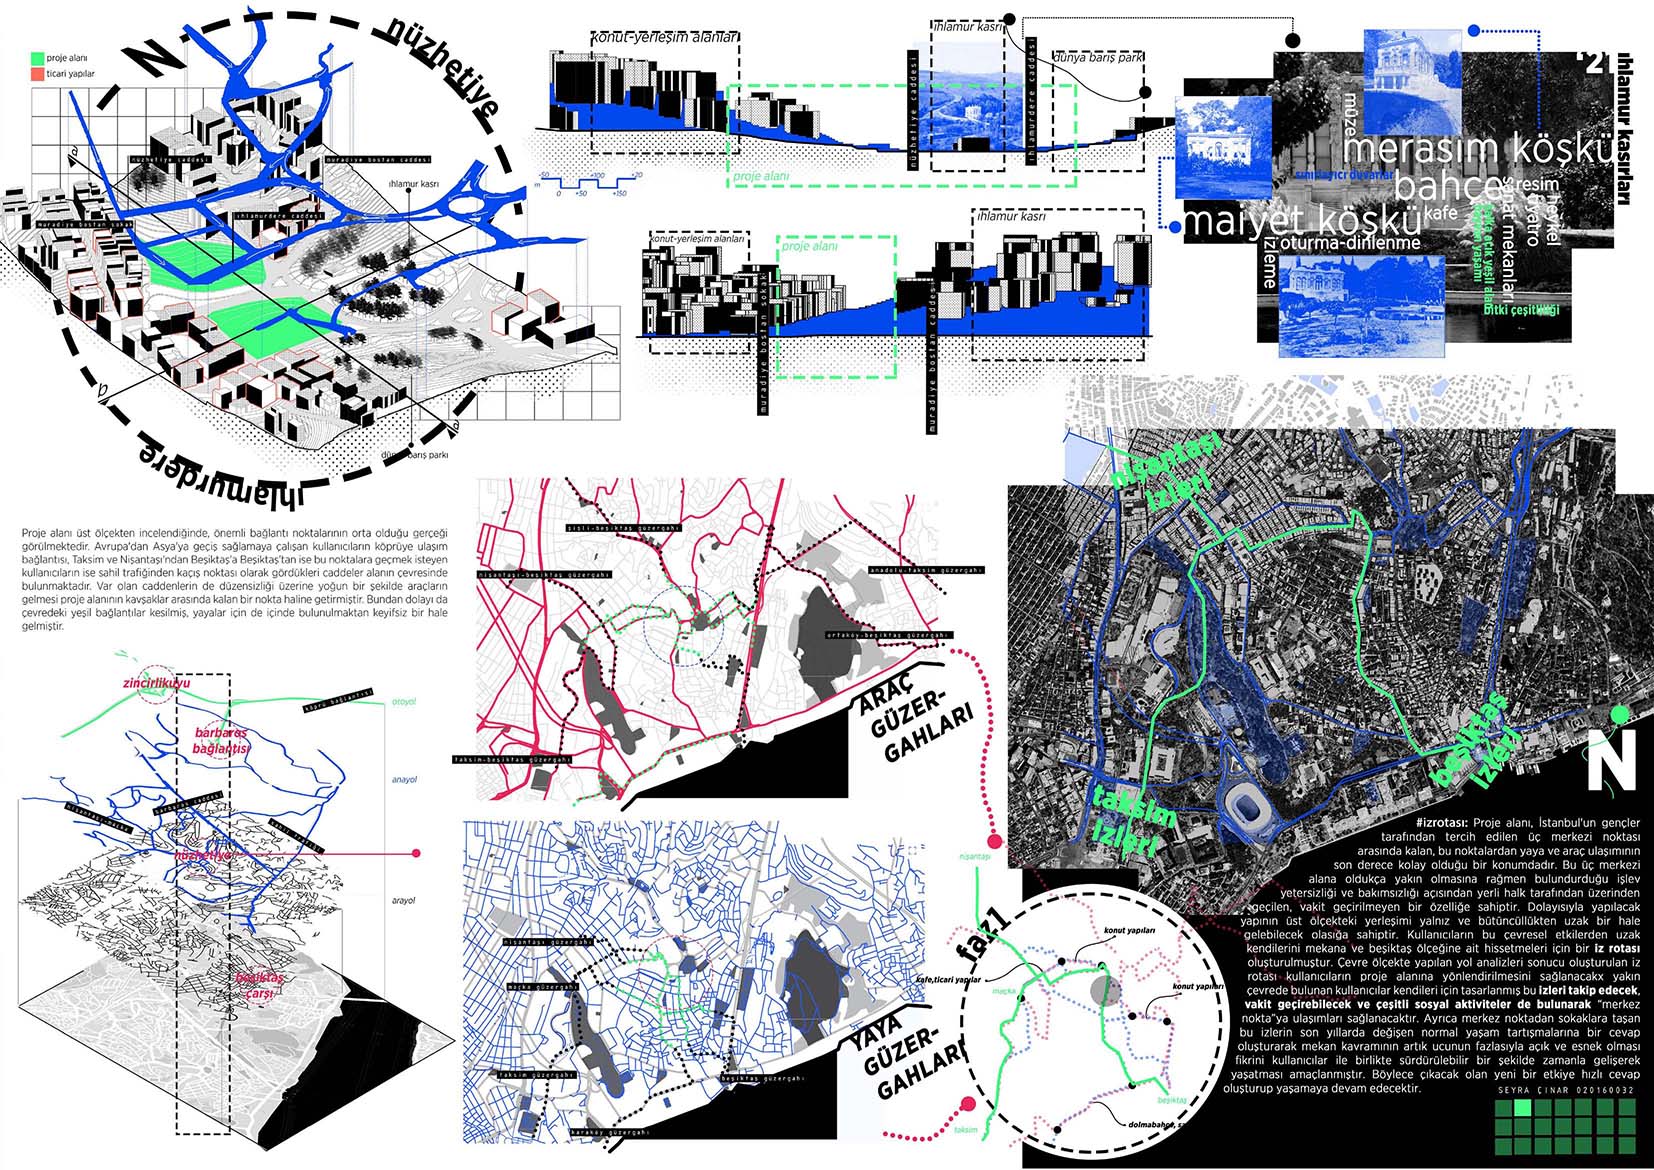 proje alanı
ticari yapılar
N
nüzhetiye
nüzhetiye caddesi
muradiye bostan caddesi
ıhlamur kasrı
muradiye bostan sokak
ıhlamurdere caddesi
dünya barış parkı
ıhlamurdere
konut-yerleşim alanları
ıhlamur kasrı
dünya barış park
nüzhetiye caddesi
ıhlamurdere caddesi
proje alanı
-50 +100 +20
m
0 +50 +150
konut-yerleşim alanları
proje alanı
ıhlamur kasrı
muradiye bostan sokak
muradiye bostan caddesi
'21
ıhlamur kasırları
müze
merasim köşkü
sınırlayıcı duvarlar
bahçe
resim
heykel
tiyatro
sanat mekanları
maiyet köşkü
kafe
oturma-dinlenme
izleme
bitki çeşitliliği
Proje alanı üst ölçekten incelendiğinde, önemli bağlantı noktalarının orta olduğu gerçeği
görülmektedir. Avrupa'dan Asya'ya geçiş sağlamaya çalışan kullanıcıların köprüye ulaşım
bağlantısı, Taksim ve Nişantaşı'ndan Beşiktaş'a Beşiktaş'tan ise bu noktalara geçmek isteyen
kullanıcıların ise sahil trafiğinden kaçış noktası olarak gördükleri caddeler alanın çevresinde
bulunmaktadır. Var olan caddenlerin de düzensizliği üzerine yoğun bir şekilde araçların
gelmesi proje alanının kavşaklar arasında kalan bir nokta haline getirmiştir. Bundan dolayı da
çevredeki yeşil bağlantılar kesilmiş, yayalar için de içinde bulunulmaktan keyifsiz bir hale
gelmiştir.
zincirlikuyu
köprü bağlantısı
otoyol
barbaros
bağlantısı
anayol
barbaros caddesi
nüzhetiye
arayol
beşiktaş
çarşı
şişli-beşiktaş güzergahı
nişantaşı-beşiktaş güzergahı
anadolu-taksim güzergahı
ortaköy-beşiktaş güzergahı
taksim-beşiktaş güzergahı
ARAÇ
GÜZER-
GAHLARI
nişantaşı güzergahı
maçka güzergahı
taksim güzergahı
beşiktaş güzergahı
karaköy güzergahı
YAYA
GÜZER-
GAHLARI
nişantaşı
izleri
taksim
izleri
beşiktaş
izleri
N
nişantaşı
faz1
konut yapıları
kafe,ticari yapılar
maçka
konut yapıları
beşiktaş
taksim
dolmabahçe, sa
#izrotası: Proje alanı, İstanbul'un gençler
tarafından tercih edilen üç merkezi noktası
arasında kalan, bu noktalardan yaya ve araç ulaşımının
son derece kolay olduğu bir konumdadır. Bu üç merkezi
alana oldukça yakın olmasına rağmen bulundurduğu işlev
yetersizliği ve bakımsızlığı açısından yerli halk tarafından üzerinden
geçilen, vakit geçirilmeyen bir özelliğe sahiptir. Dolayısıyla yapılacak
yapının üst ölçekteki yerleşimi yalnız ve bütüncüllükten uzak bir hale
gelebilecek olasığa sahiptir. Kullanıcıların bu çevresel etkilerden uzak
kendilerini mekana ve beşiktaş ölçeğine ait hissetmeleri için bir iz rotası
oluşturulmuştur. Çevre ölçekte yapılan yol analizleri sonucu oluşturulan iz
rotası kullanıcıların proje alanına yönlendirilmesini sağlanacakx yakın
çevrede bulunan kullanıcılar kendileri için tasarlanmış bu izleri takip edecek,
vakit geçirebilecek ve çeşitli sosyal aktiviteler de bulunarak "merkez
nokta"ya ulaşımları sağlanacaktır. Ayrıca merkez noktadan sokaklara taşan
bu izlerin son yıllarda değişen normal yaşam tartışmalarına bir cevap
oluşturarak mekan kavramının artık ucunun fazlasıyla açık ve esnek olması
fikrini kullanıcılar ile birlikte sürdürülebilir bir şekilde zamanla gelişerek
yaşatması amaçlanmıştır. Böylece çıkacak olan yeni bir etkiye hızlı cevap
oluşturup yaşamaya devam edecektir.
SEYRA ÇINAR 020160032